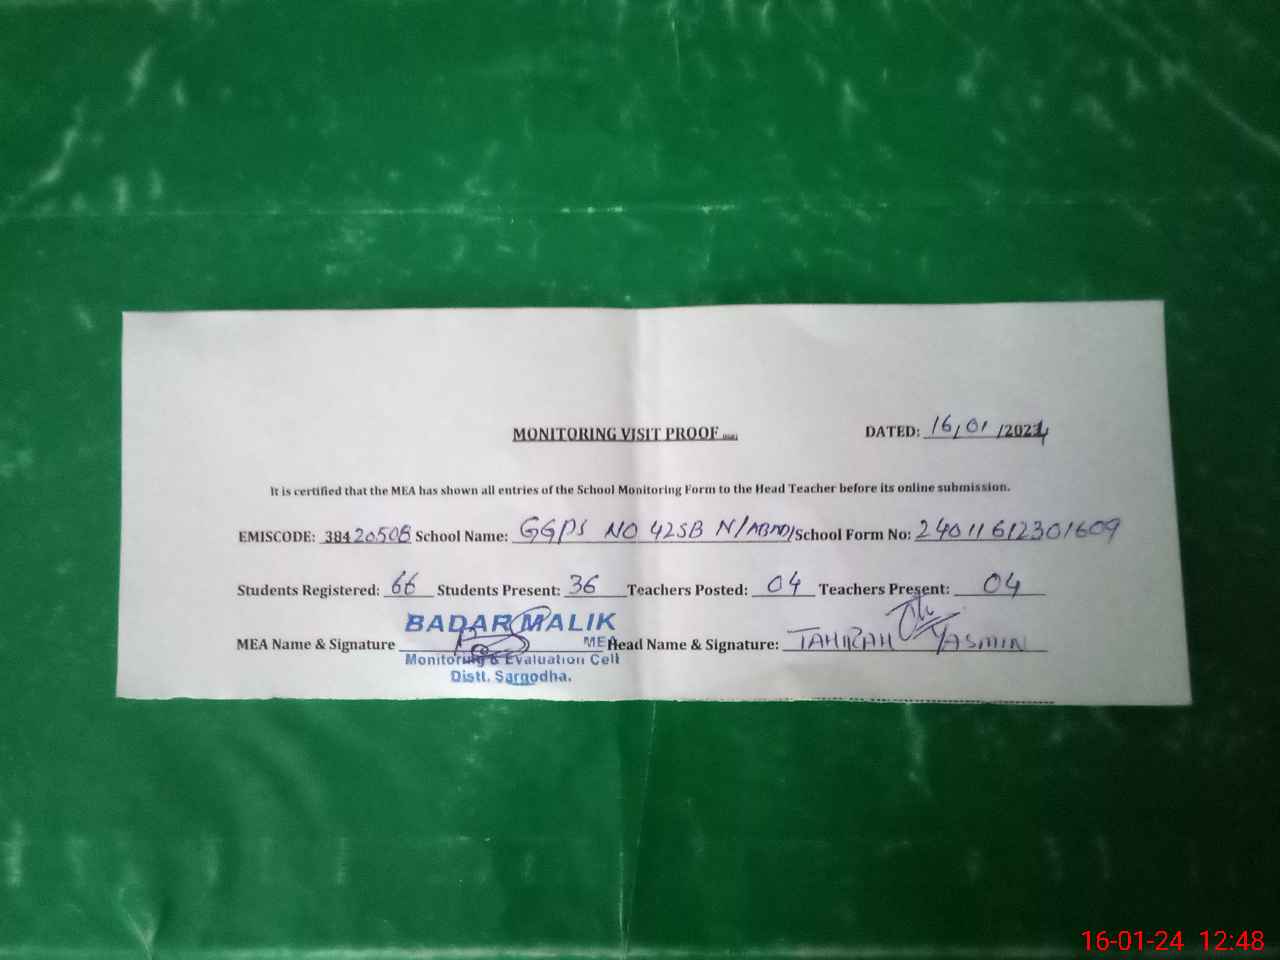 MONITORING VISIT PROOF
DATED: 16/01/2024
It is certified that the MEA has shown all entries of the School Monitoring Form to the Head Teacher before its online submission.
EMISCODE: 38420508 School Name: GGPS NO 42SB N/ABADI School Form No: 24011612301609
Students Registered: 66 Students Present: 36 Teachers Posted: 04 Teachers Present: 04
MEA Name & Signature BADAR MALIK Head Name & Signature: TAHIRAH YASMIN
MEA
Monitoring & Evaluation Cell
Distt. Sargodha.
16-01-24 12:48